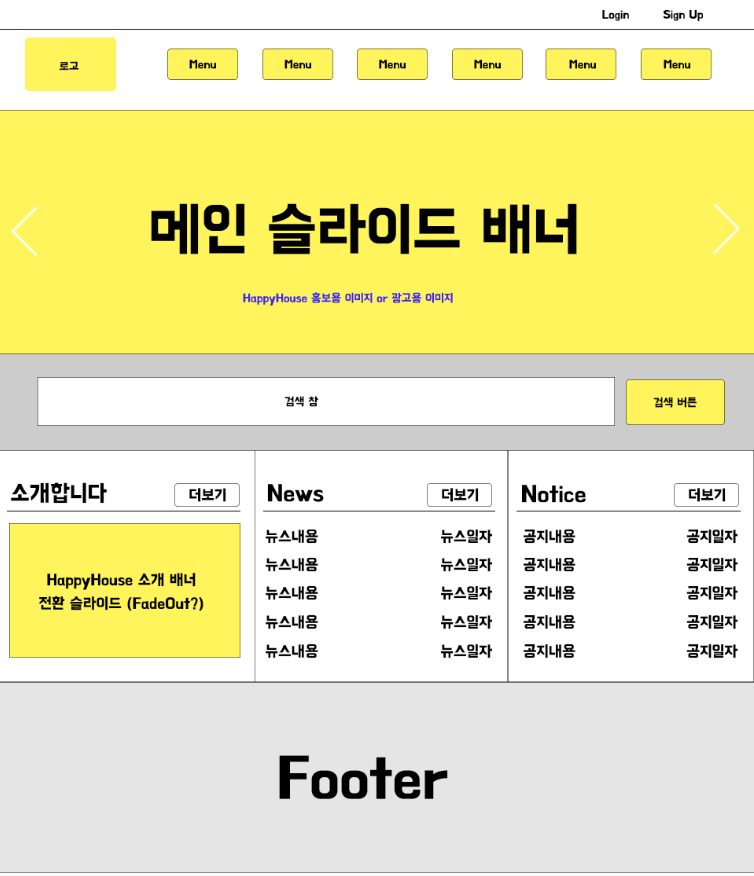 Login Sign Up
로고 Menu Menu Menu Menu Menu Menu
메인 슬라이드 배너
HappyHouse 홍보용 이미지 or 광고용 이미지
검색 창 검색 버튼
소개합니다 더보기 News 더보기 Notice 더보기
뉴스내용 뉴스일자 공지내용 공지일자
뉴스내용 뉴스일자 공지내용 공지일자
HappyHouse 소개 배너
전환 슬라이드 (FadeOut?)
뉴스내용 뉴스일자 공지내용 공지일자
뉴스내용 뉴스일자 공지내용 공지일자
뉴스내용 뉴스일자 공지내용 공지일자
Footer